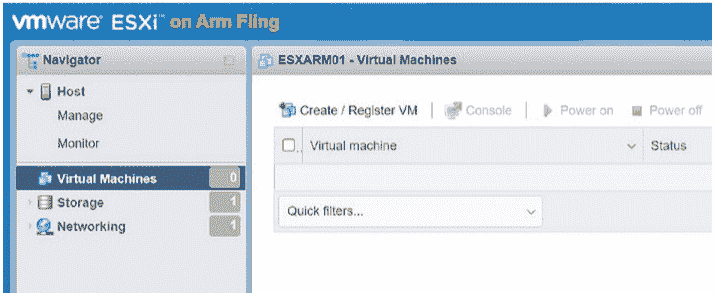 vmware® ESXi™ on Arm Fling
Navigator
Host
Manage
Monitor
Virtual Machines 0
Storage 1
Networking 1
ESXARM01 - Virtual Machines
Create / Register VM | Console | Power on Power off
Virtual machine Status
Quick filters...